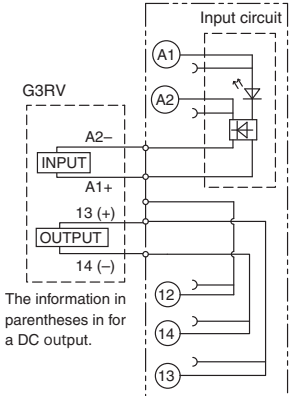 Input circuit
A1
G3RV
A2
A2–
INPUT
A1+
13 (+)
OUTPUT
14 (–)
12
The information in
parentheses in for
a DC output.
14
13